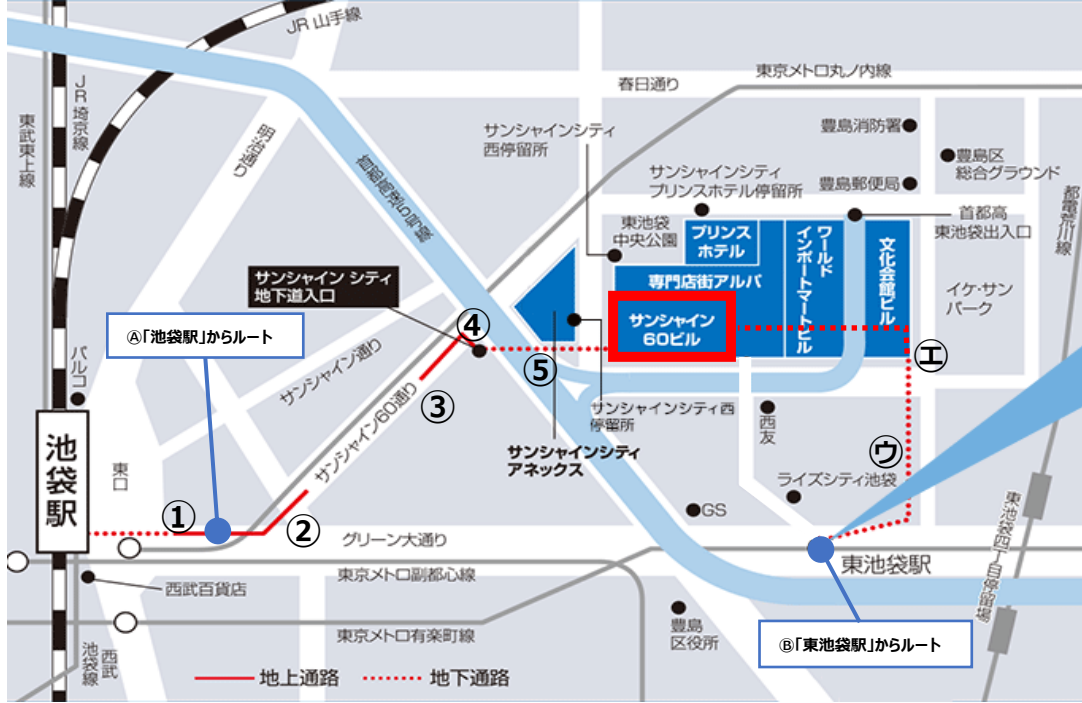 JR 山手線
JR 埼京線
東武東上線
明治通り
首都高速5号線
春日通り
東京メトロ丸ノ内線
サンシャインシティ
西停留所
豊島消防署
豊島区
総合グラウンド
サンシャインシティ
プリンスホテル停留所
豊島郵便局
都電荒川線
首都高
東池袋出入口
東池袋
中央公園
プリンス
ホテル
ワールド
インポートマートビル
文化会館ビル
専門店街アルパ
サンシャイン
60ビル
イケ・サン
パーク
サンシャイン シティ
地下道入口
④
Ⓐ「池袋駅」からルート
サンシャイン通り
⑤
㋓
パルコ
③
サンシャイン60通り
サンシャインシティ西
停留所
西友
サンシャインシティ
アネックス
㋒
池袋駅
東口
ライズシティ池袋
①
②
GS
グリーン大通り
東池袋四丁目停留場
東池袋駅
東京メトロ副都心線
西武百貨店
豊島
区役所
東京メトロ有楽町線
Ⓑ「東池袋駅」からルート
西武
池袋線
地上通路
地下通路